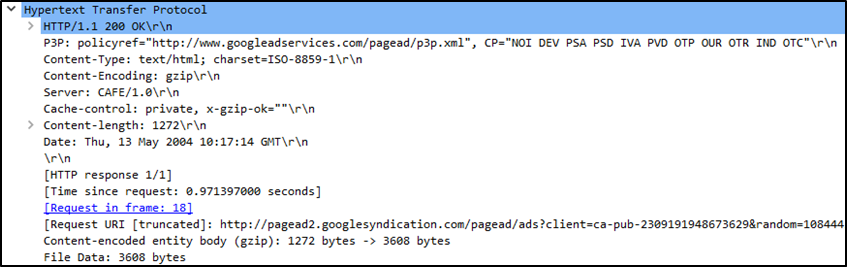 Hypertext Transfer Protocol
HTTP/1.1 200 OK\r\n
P3P: policyref="http://www.googleadservices.com/pagead/p3p.xml", CP="NOI DEV PSA PSD IVA PVD OTP OUR OTR IND OTC"\r\n
Content-Type: text/html; charset=ISO-8859-1\r\n
Content-Encoding: gzip\r\n
Server: CAFE/1.0\r\n
Cache-control: private, x-gzip-ok=""\r\n
Content-length: 1272\r\n
Date: Thu, 13 May 2004 10:17:14 GMT\r\n
\r\n
[HTTP response 1/1]
[Time since request: 0.971397000 seconds]
[Request in frame: 18]
[Request URI [truncated]: http://pagead2.googlesyndication.com/pagead/ads?client=ca-pub-2309191948673629&random=108444
Content-encoded entity body (gzip): 1272 bytes -> 3608 bytes
File Data: 3608 bytes